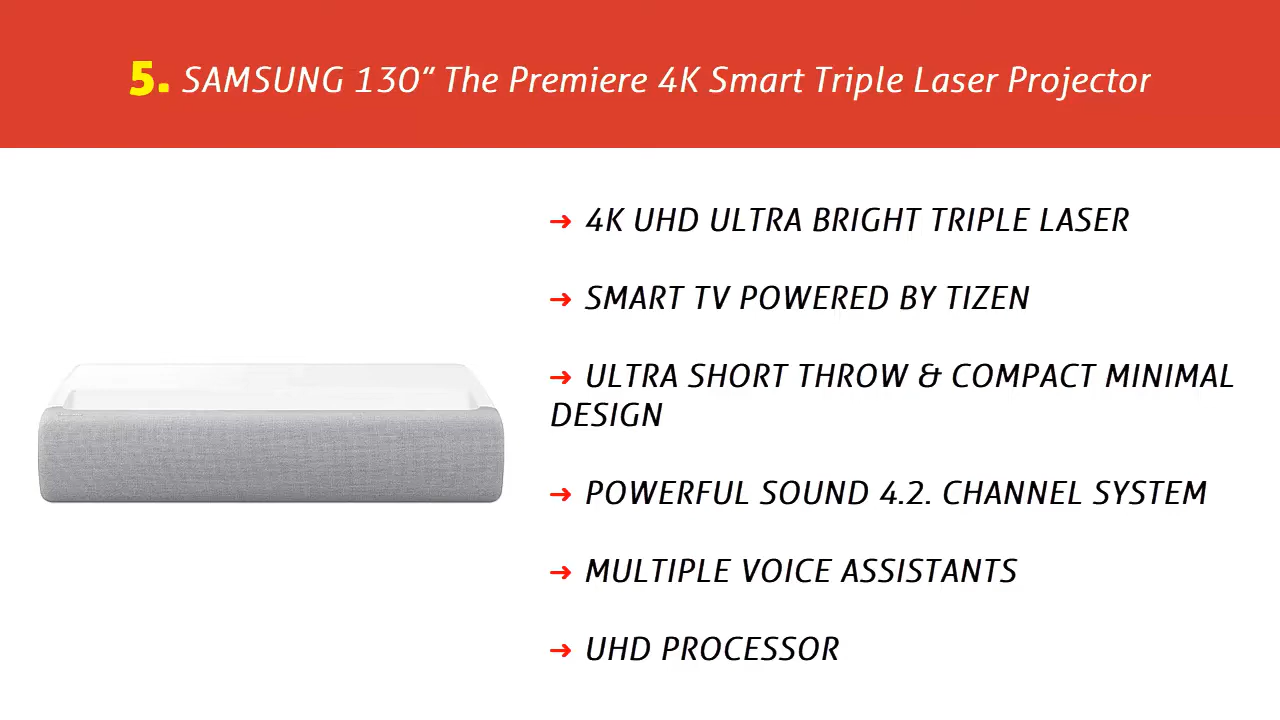 5. SAMSUNG 130” The Premiere 4K Smart Triple Laser Projector
➜ 4K UHD ULTRA BRIGHT TRIPLE LASER
➜ SMART TV POWERED BY TIZEN
➜ ULTRA SHORT THROW & COMPACT MINIMAL
DESIGN
➜ POWERFUL SOUND 4.2. CHANNEL SYSTEM
➜ MULTIPLE VOICE ASSISTANTS
➜ UHD PROCESSOR